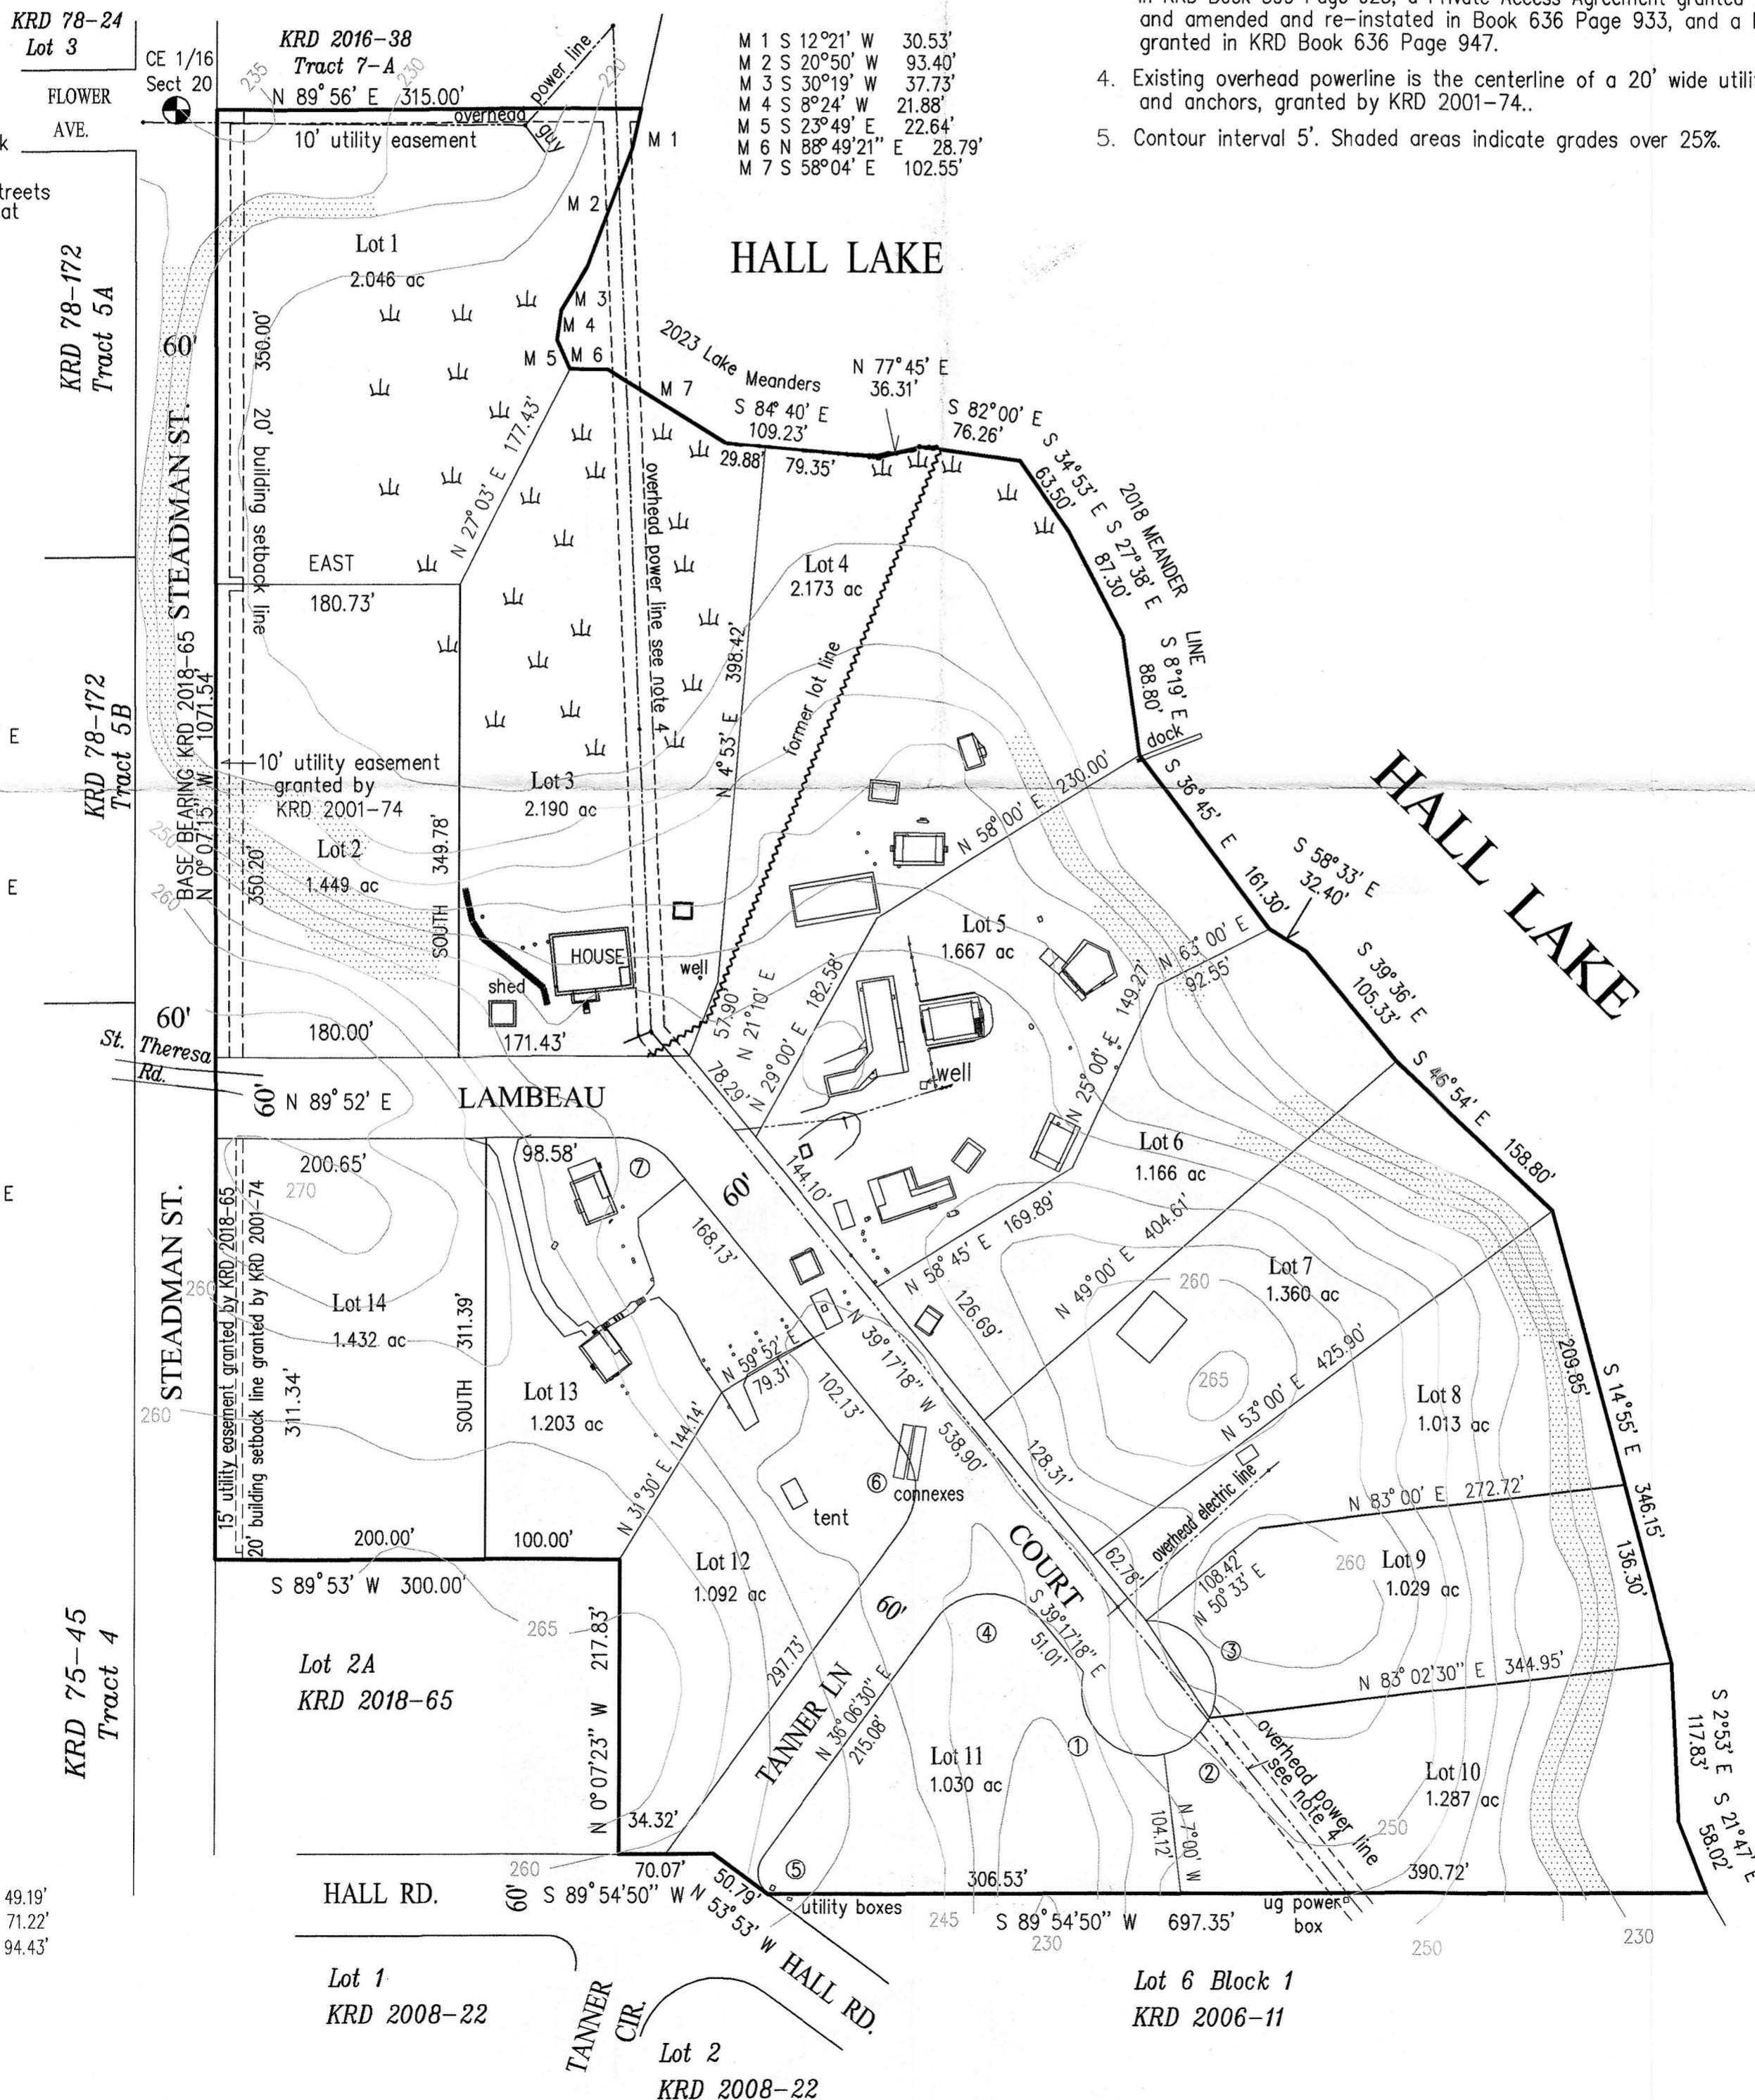 KRD 78-24
Lot 3
FLOWER
AVE.
CE 1/16
Sect 20
KRD 2016-38
Tract 7-A
235
230
220
N 89°56' E 315.00'
overhead
power line
guy
10' utility easement
M 1 S 12°21' W 30.53'
M 2 S 20°50' W 93.40'
M 3 S 30°19' W 37.73'
M 4 S 8°24' W 21.88'
M 5 S 23°49' E 22.64'
M 6 N 88°49'21" E 28.79'
M 7 S 58°04' E 102.55'
and amended and re-instated in Book 636 Page 933, and a
granted in KRD Book 636 Page 947.
4. Existing overhead powerline is the centerline of a 20' wide
and anchors, granted by KRD 2001-74..
5. Contour interval 5'. Shaded areas indicate grades over 25%.
k
treets
at
KRD 78-172
Tract 5A
60'
STEADMAN ST.
350.00'
20' building setback line
Lot 1
2.046 ac
M 1
M 2
M 3
M 4
M 5
M 6
M 7
HALL LAKE
2023 Lake Meanders
S 84°40' E
109.23'
N 77°45' E
36.31'
S 82°00' E
76.26'
29.88'
79.35'
S 34°53' E
63.50'
2018 MEANDER
LINE
S 27°38' E
87.30'
S 8°19' E
88.80'
dock
N 27°03' E 177.43'
overhead power line see note 4
EAST
180.73'
Lot 4
2.173 ac
N 4°53' E 398.42'
former lot line
KRD 78-172
Tract 5B
E
E
E
BASE BEARING KRD 2018-65
N 0°07'15" W 1071.54'
10' utility easement
granted by
KRD 2001-74
Lot 2
1.449 ac
350.20'
250
260
SOUTH 349.78'
Lot 3
2.190 ac
HOUSE
shed
well
N 58°00' E 230.00'
S 36°45' E
161.30'
S 58°33' E
32.40'
HALL LAKE
S 39°36' E
105.33'
Lot 5
1.667 ac
N 63°00' E
92.55'
149.27'
N 25°00' E
182.58'
N 29°00' E
57.90'
N 21°10' E
78.29'
well
60'
St. Theresa
Rd.
180.00'
171.43'
60'
N 89°52' E
LAMBEAU
S 46°54' E
158.80'
Lot 6
1.166 ac
144.10'
N 58°45' E 169.89'
N 49°00' E 404.61'
200.65'
270
98.58'
7
60'
168.13'
STEADMAN ST.
15' utility easement granted by KRD 2018-65
20' building setback line granted by KRD 2001-74
260
260
Lot 14
1.432 ac
311.34'
SOUTH 311.39'
Lot 13
1.203 ac
N 59°52' E
79.31'
102.13'
N 31°30' E 144.14'
126.69'
N 39°17'18" W 538.90'
Lot 7
1.360 ac
260
265
N 53°00' E 425.90'
209.85'
S 14°55' E
346.15'
Lot 8
1.013 ac
128.31'
6
connexes
tent
overhead electric line
N 83°00' E 272.72'
200.00'
100.00'
S 89°53' W 300.00'
Lot 12
1.092 ac
COURT
62.78'
108.42'
N 50°33' E
260
Lot 9
1.029 ac
136.30'
KRD 75-45
Tract 4
Lot 2A
KRD 2018-65
265
N 0°07'23" W 217.83'
297.73'
60'
TANNER LN
N 36°06'30" E
215.08'
4
S 39°17'18" E
51.01'
3
N 83°02'30" E 344.95'
Lot 11
1.030 ac
1
2
overhead power line
see note 4
Lot 10
1.287 ac
250
S 2°53' E
117.83'
S 21°47' E
58.02'
N 7°00' W
104.12'
34.32'
260
70.07'
5
50.79'
306.53'
390.72'
HALL RD.
60'
S 89°54'50" W
N 53°53' W
utility boxes
245
S 89°54'50" W 697.35'
ug power
box
230
250
230
49.19'
71.22'
94.43'
HALL RD.
Lot 1
KRD 2008-22
TANNER
CIR.
Lot 2
KRD 2008-22
Lot 6 Block 1
KRD 2006-11